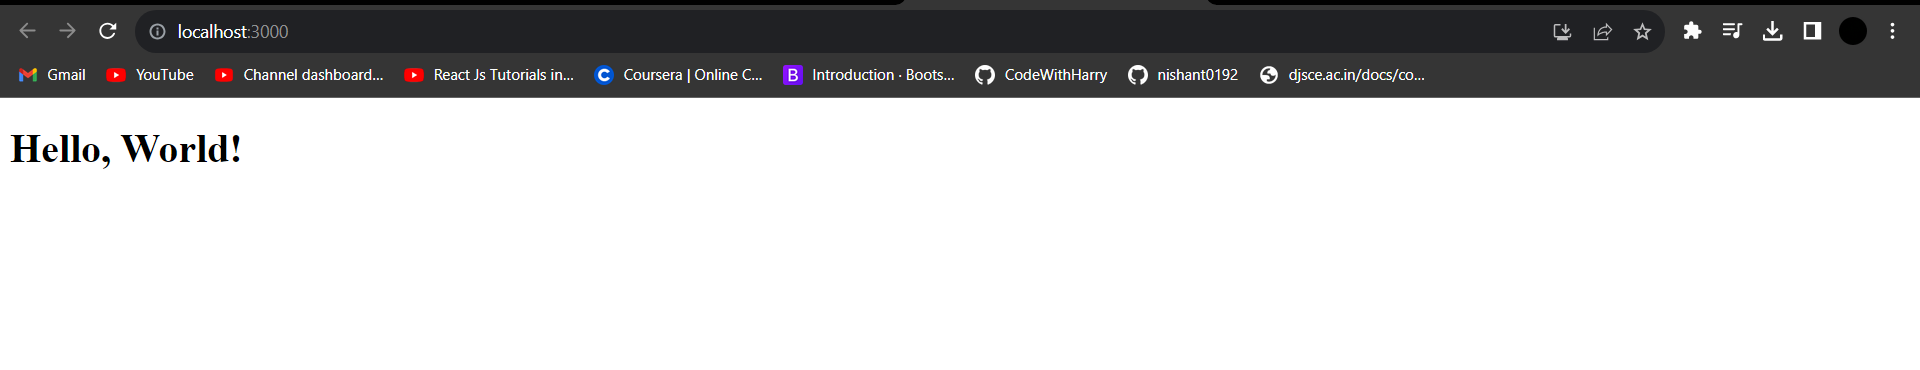 localhost:3000
Gmail YouTube Channel dashboard... React Js Tutorials in... Coursera | Online C... Introduction · Boots... CodeWithHarry nishant0192 djsce.ac.in/docs/co...
Hello, World!